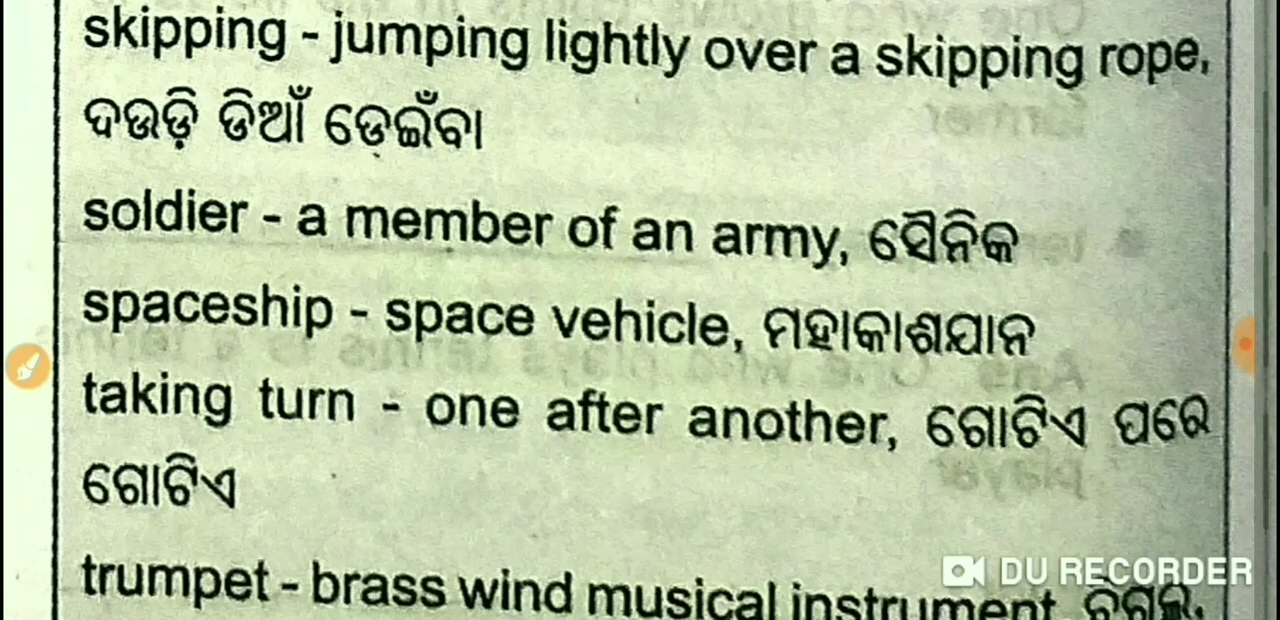 skipping - jumping lightly over a skipping rope,
ଦଉଡ଼ି ଡିଆଁ ଡେଇଁବା
soldier - a member of an army, ସୈନିକ
spaceship - space vehicle, ମହାକାଶଯାନ
taking turn - one after another, ଗୋଟିଏ ପରେ
ଗୋଟିଏ
trumpet - brass wind musical instrument,
DU RECORDER